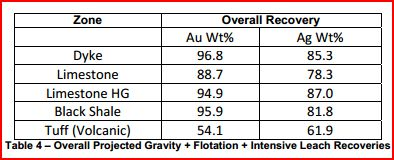 Zone Overall Recovery
Au Wt% Ag Wt%
Dyke 96.8 85.3
Limestone 88.7 78.3
Limestone HG 94.9 87.0
Black Shale 95.9 81.8
Tuff (Volcanic) 54.1 61.9
Table 4 – Overall Projected Gravity + Flotation + Intensive Leach Recoveries